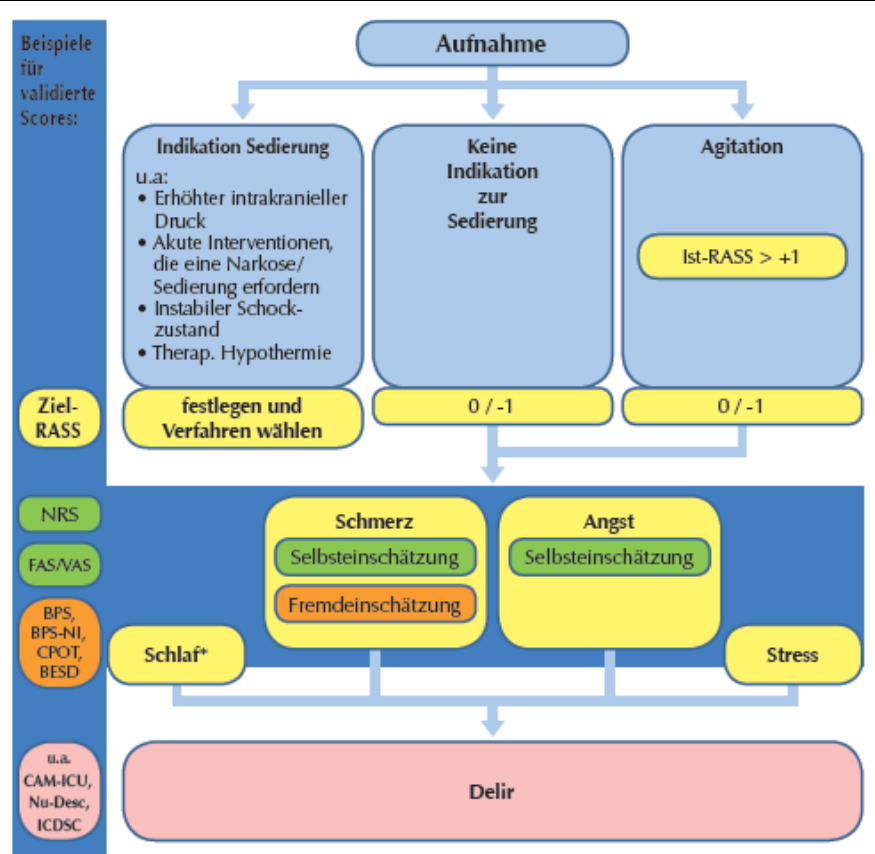 Beispiele
für
validierte
Scores:
Aufnahme
Indikation Sedierung
u.a:
• Erhöhter intrakranieller
Druck
• Akute Interventionen,
die eine Narkose/
Sedierung erfordern
• Instabiler Schock-
zustand
• Therap. Hypothermie
Keine
Indikation
zur
Sedierung
Agitation
Ist-RASS > +1
Ziel-
RASS
festlegen und
Verfahren wählen
0 / -1
0 / -1
NRS
FAS/VAS
BPS,
BPS-NI,
CPOT,
BESD
Schmerz
Selbsteinschätzung
Fremdeinschätzung
Angst
Selbsteinschätzung
Schlaf*
Stress
u.a.
CAM-ICU,
Nu-Desc,
ICDSC
Delir